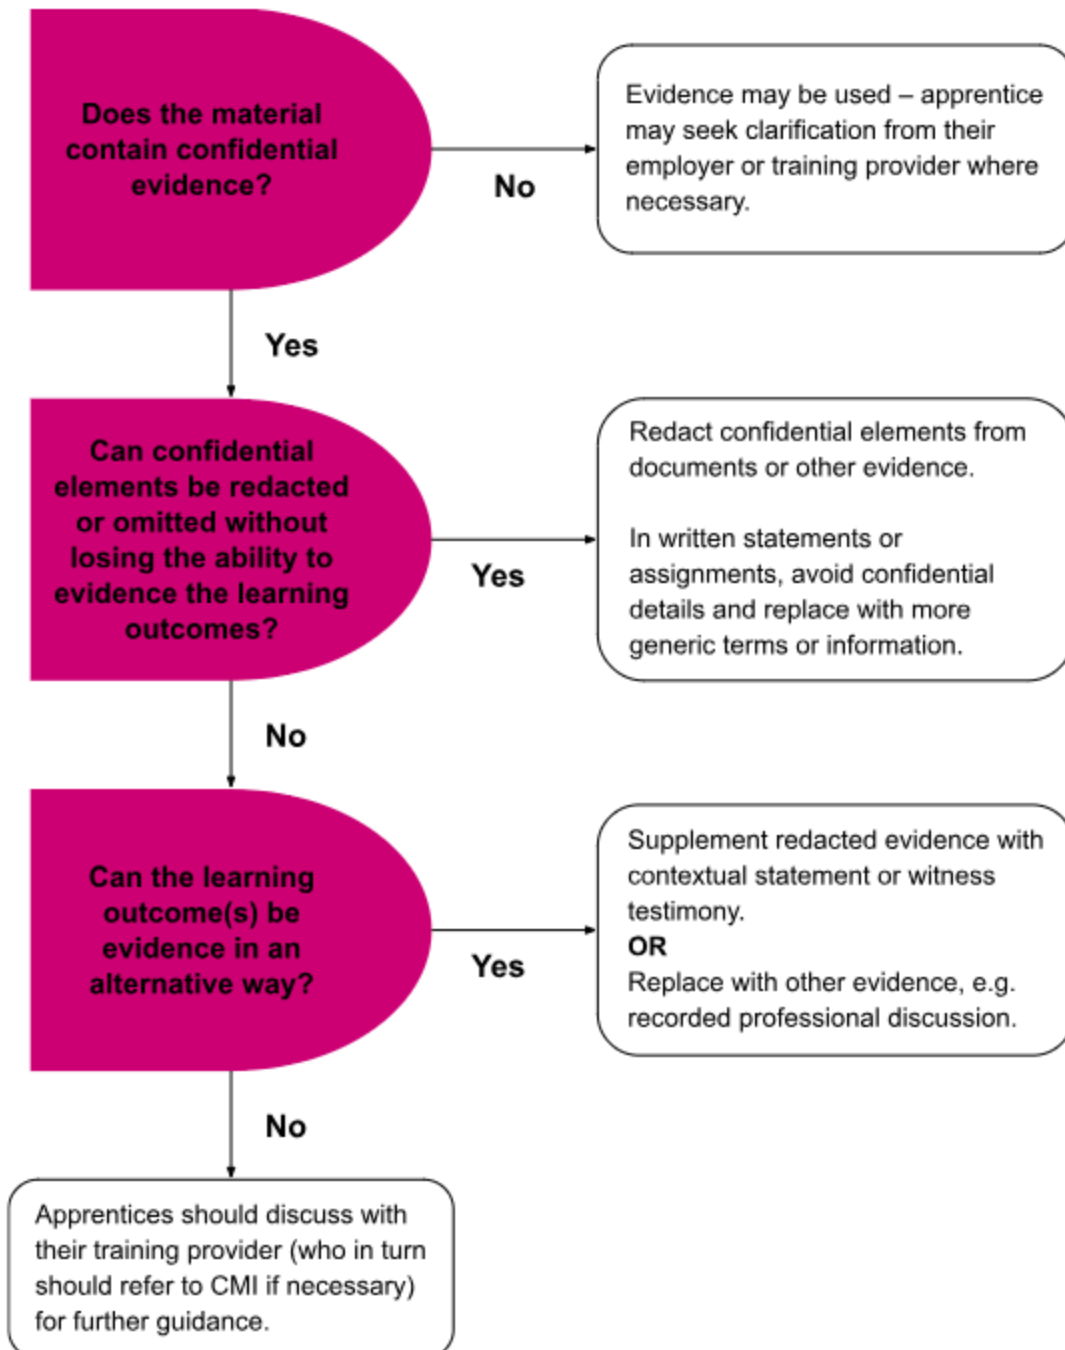 Does the material
contain confidential
evidence?
No
Evidence may be used – apprentice
may seek clarification from their
employer or training provider where
necessary.
Yes
Can confidential
elements be redacted
or omitted without
losing the ability to
evidence the learning
outcomes?
Yes
Redact confidential elements from
documents or other evidence.
In written statements or
assignments, avoid confidential
details and replace with more
generic terms or information.
No
Can the learning
outcome(s) be
evidence in an
alternative way?
Yes
Supplement redacted evidence with
contextual statement or witness
testimony.
OR
Replace with other evidence, e.g.
recorded professional discussion.
No
Apprentices should discuss with
their training provider (who in turn
should refer to CMI if necessary)
for further guidance.